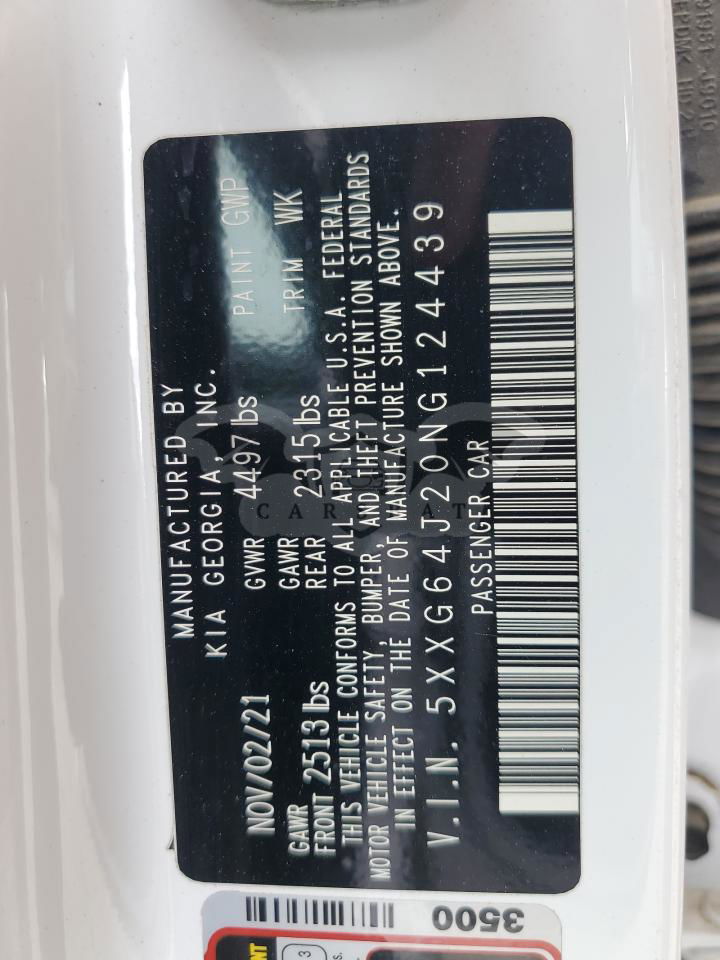 MANUFACTURED BY
KIA GEORGIA, INC.
NOV/02/21 GVWR 4497 lbs PAINT GWP
GAWR GAWR TRIM WK
FRONT 2513 lbs REAR 2315 lbs
THIS VEHICLE CONFORMS TO ALL APPLICABLE U.S.A. FEDERAL
MOTOR VEHICLE SAFETY, BUMPER, AND THEFT PREVENTION STANDARDS
IN EFFECT ON THE DATE OF MANUFACTURE SHOWN ABOVE.
V.I.N. 5XXG64J20NG124439
PASSENGER CAR
3500